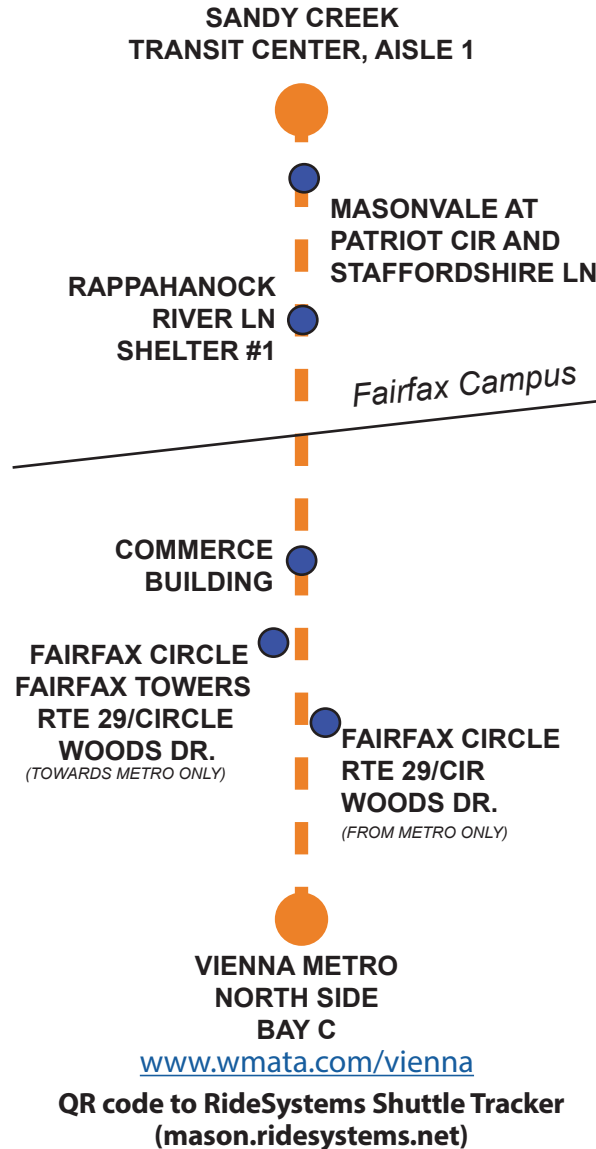 SANDY CREEK
TRANSIT CENTER, AISLE 1
MASONVALE AT
PATRIOT CIR AND
STAFFORDSHIRE LN
RAPPAHANOCK
RIVER LN
SHELTER #1
Fairfax Campus
COMMERCE
BUILDING
FAIRFAX CIRCLE
FAIRFAX TOWERS
RTE 29/CIRCLE
WOODS DR.
(TOWARDS METRO ONLY)
FAIRFAX CIRCLE
RTE 29/CIR
WOODS DR.
(FROM METRO ONLY)
VIENNA METRO
NORTH SIDE
BAY C
www.wmata.com/vienna
QR code to RideSystems Shuttle Tracker
(mason.ridesystems.net)